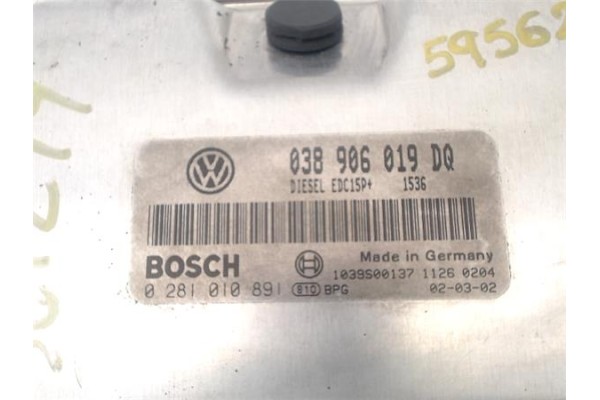 59562
038 906 019 DQ
DIESEL EDC15P+ 1536
BOSCH
Made in Germany
1039S00137 1126 0204
0 281 010 891 810 BPG 02-03-02